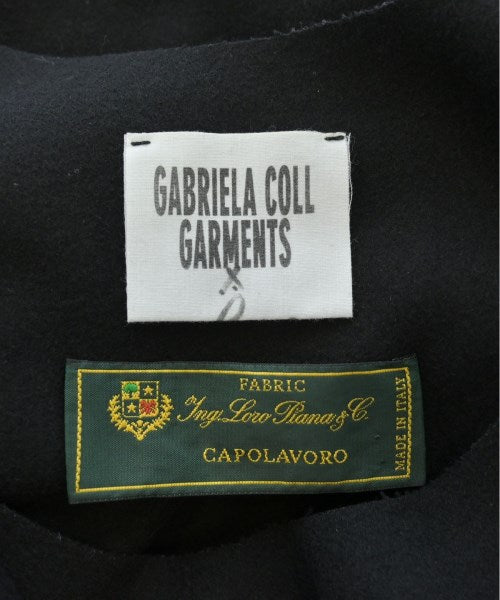 GABRIELA COLL
GARMENTS
x
FABRIC
Ing. Loro Piana & C.
CAPOLAVORO
MADE IN ITALY